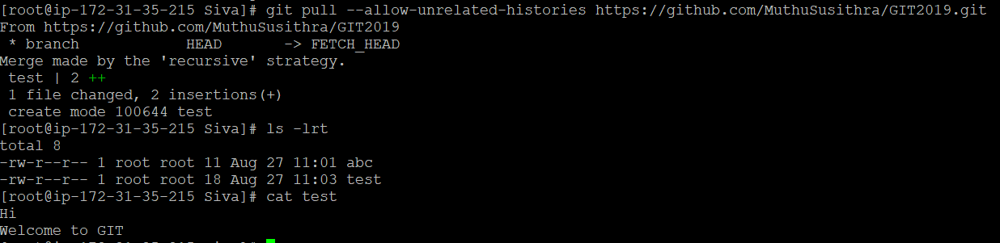 [root@ip-172-31-35-215 Siva]# git pull --allow-unrelated-histories https://github.com/MuthuSusithra/GIT2019.git
From https://github.com/MuthuSusithra/GIT2019
 * branch            HEAD       -> FETCH_HEAD
Merge made by the 'recursive' strategy.
 test | 2 ++
 1 file changed, 2 insertions(+)
 create mode 100644 test
[root@ip-172-31-35-215 Siva]# ls -lrt
total 8
-rw-r--r-- 1 root root 11 Aug 27 11:01 abc
-rw-r--r-- 1 root root 18 Aug 27 11:03 test
[root@ip-172-31-35-215 Siva]# cat test
Hi
Welcome to GIT